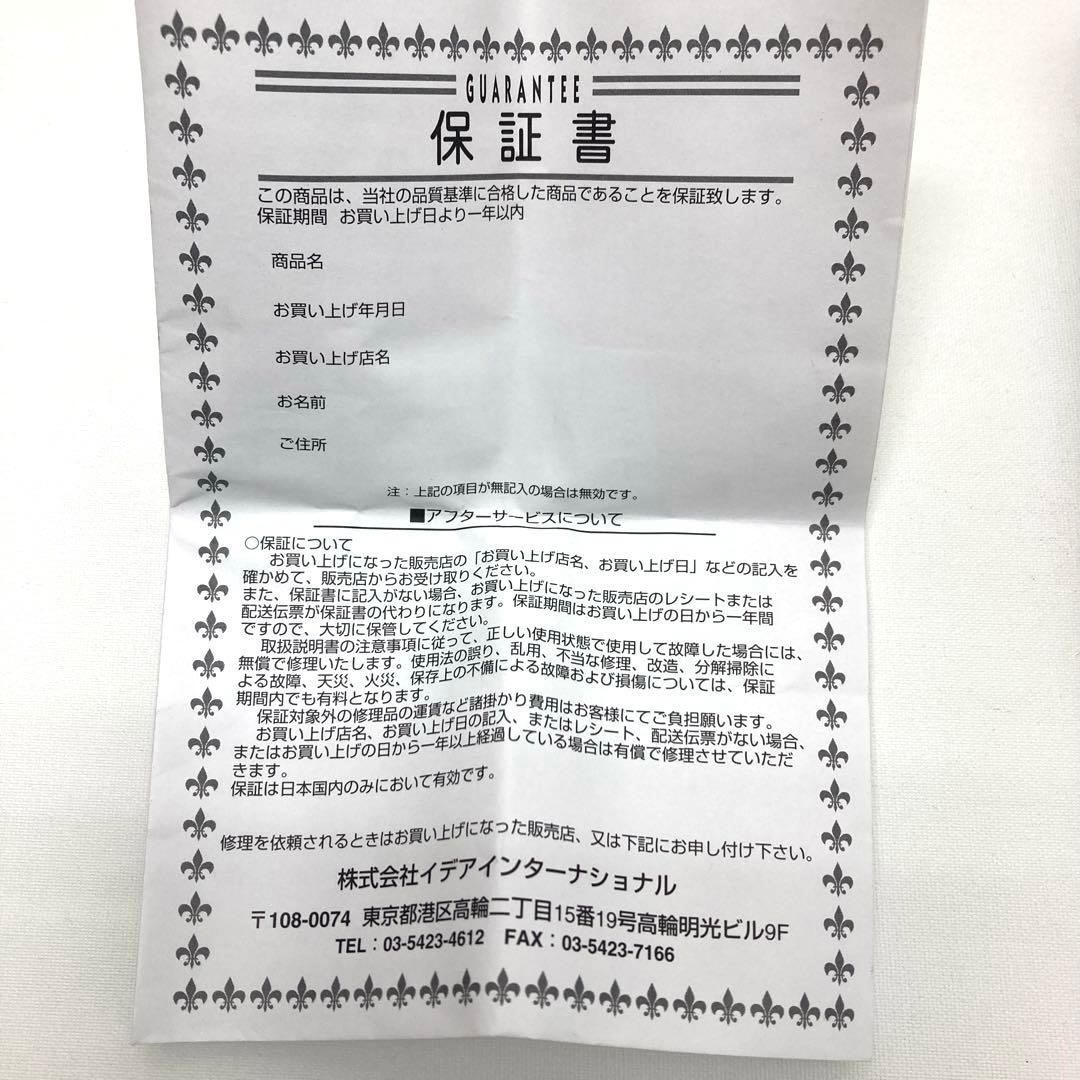 GUARANTEE
保証書
この商品は、当社の品質基準に合格した商品であることを保証致します。
保証期間 お買い上げ日より一年以内
商品名
お買い上げ年月日
お買い上げ店名
お名前
ご住所
注：上記の項目が無記入の場合は無効です。
■アフターサービスについて
○保証について
お買い上げになった販売店の「お買い上げ店名、お買い上げ日」などの記入を
確かめて、販売店からお受け取りください。
また、保証書に記入がない場合、お買い上げになった販売店のレシートまたは
配送伝票が保証書の代わりになります。保証期間はお買い上げの日から一年間
ですので、大切に保管してください。
取扱説明書の注意事項に従って、正しい使用状態で使用して故障した場合には、
無償で修理いたします。使用法の誤り、乱用、不当な修理、改造、分解掃除に
よる故障、天災、火災、保存上の不備による故障および損傷については、保証
期間内でも有料となります。
保証対象外の修理品の運賃など諸掛かり費用はお客様にてご負担願います。
お買い上げ店名、お買い上げ日の記入、またはレシート、配送伝票がない場合、
またはお買い上げの日から一年以上経過している場合は有償で修理させていただ
きます。
保証は日本国内のみにおいて有効です。
修理を依頼されるときはお買い上げになった販売店、又は下記にお申し付け下さい。
株式会社イデアインターナショナル
〒108-0074 東京都港区高輪二丁目15番19号高輪明光ビル9F
TEL：03-5423-4612 FAX：03-5423-7166